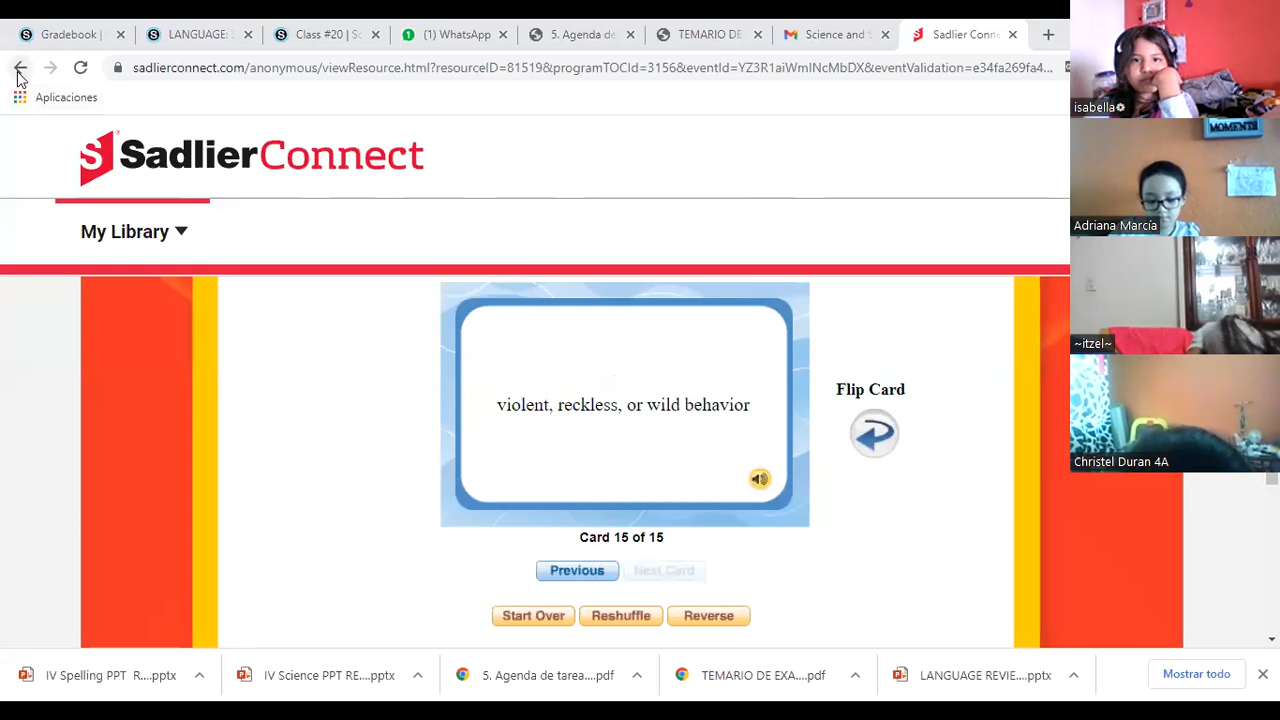 Gradebook |
LANGUAGE:
Class #20 | Sc
(1) WhatsApp
5. Agenda de
TEMARIO DE
Science and S
Sadlier Conne
sadlierconnect.com/anonymous/viewResource.html?resourceID=81519&programTOCId=3156&eventId=YZ3R1aiWmINcMbDX&eventValidation=e34fa269fa4...
Aplicaciones
SadlierConnect
My Library
violent, reckless, or wild behavior
Flip Card
Card 15 of 15
Previous
Next Card
Start Over
Reshuffle
Reverse
isabella
MOMENTS
Adriana Marcía
~itzel~
Christel Duran 4A
IV Spelling PPT R....pptx
IV Science PPT RE....pptx
5. Agenda de tarea....pdf
TEMARIO DE EXA....pdf
LANGUAGE REVIE....pptx
Mostrar todo